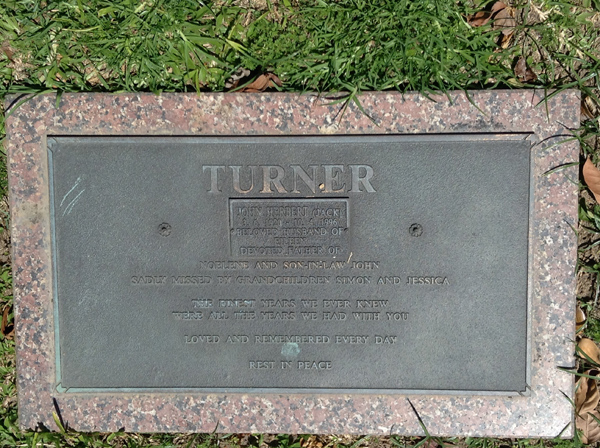 TURNER
JOHN HERBERT (JACK)
1996
BELOVED HUSBAND OF
DEVOTED FATHER OF
NOELENE AND SON-IN-LAW JOHN
SADLY MISSED BY GRANDCHILDREN SIMON AND JESSICA
THE FINEST YEARS WE EVER KNEW
WERE ALL THE YEARS WE HAD WITH YOU
LOVED AND REMEMBERED EVERY DAY
REST IN PEACE